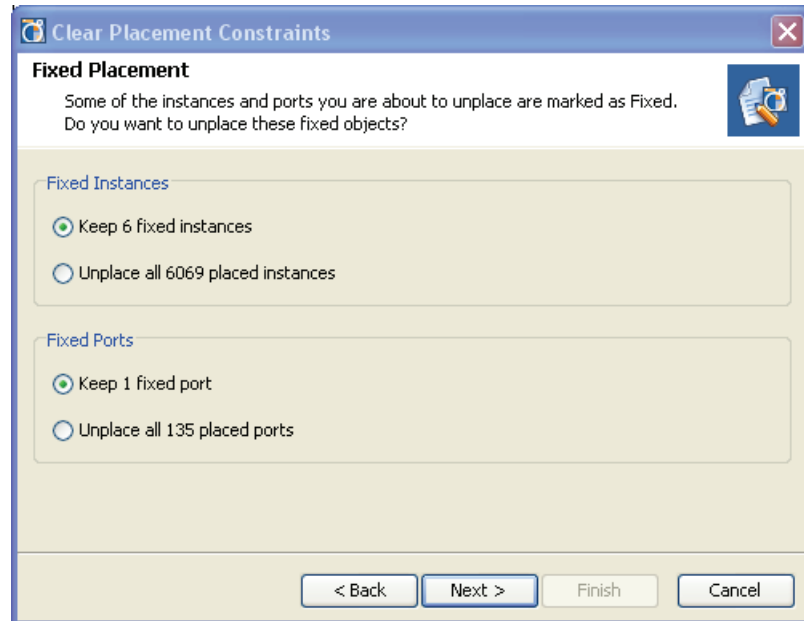 Clear Placement Constraints
Fixed Placement
Some of the instances and ports you are about to unplace are marked as Fixed.
Do you want to unplace these fixed objects?
Fixed Instances
Keep 6 fixed instances
Unplace all 6069 placed instances
Fixed Ports
Keep 1 fixed port
Unplace all 135 placed ports
< Back Next > Finish Cancel